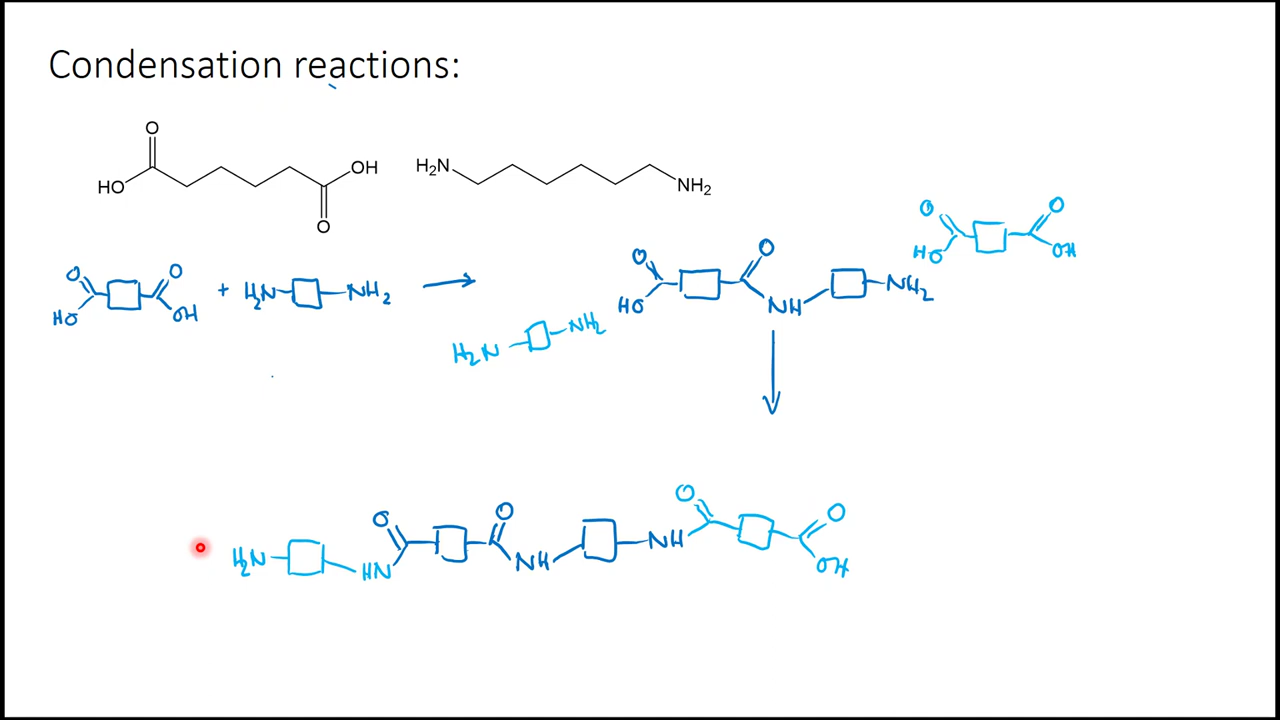 Condensation reactions:
O
HO
OH
O
H₂N
NH₂
O O
HO OH
+ H₂N NH₂
O O
HO NH NH₂
O O
HO OH
H₂N NH₂
H₂N HN O O NH NH O O OH